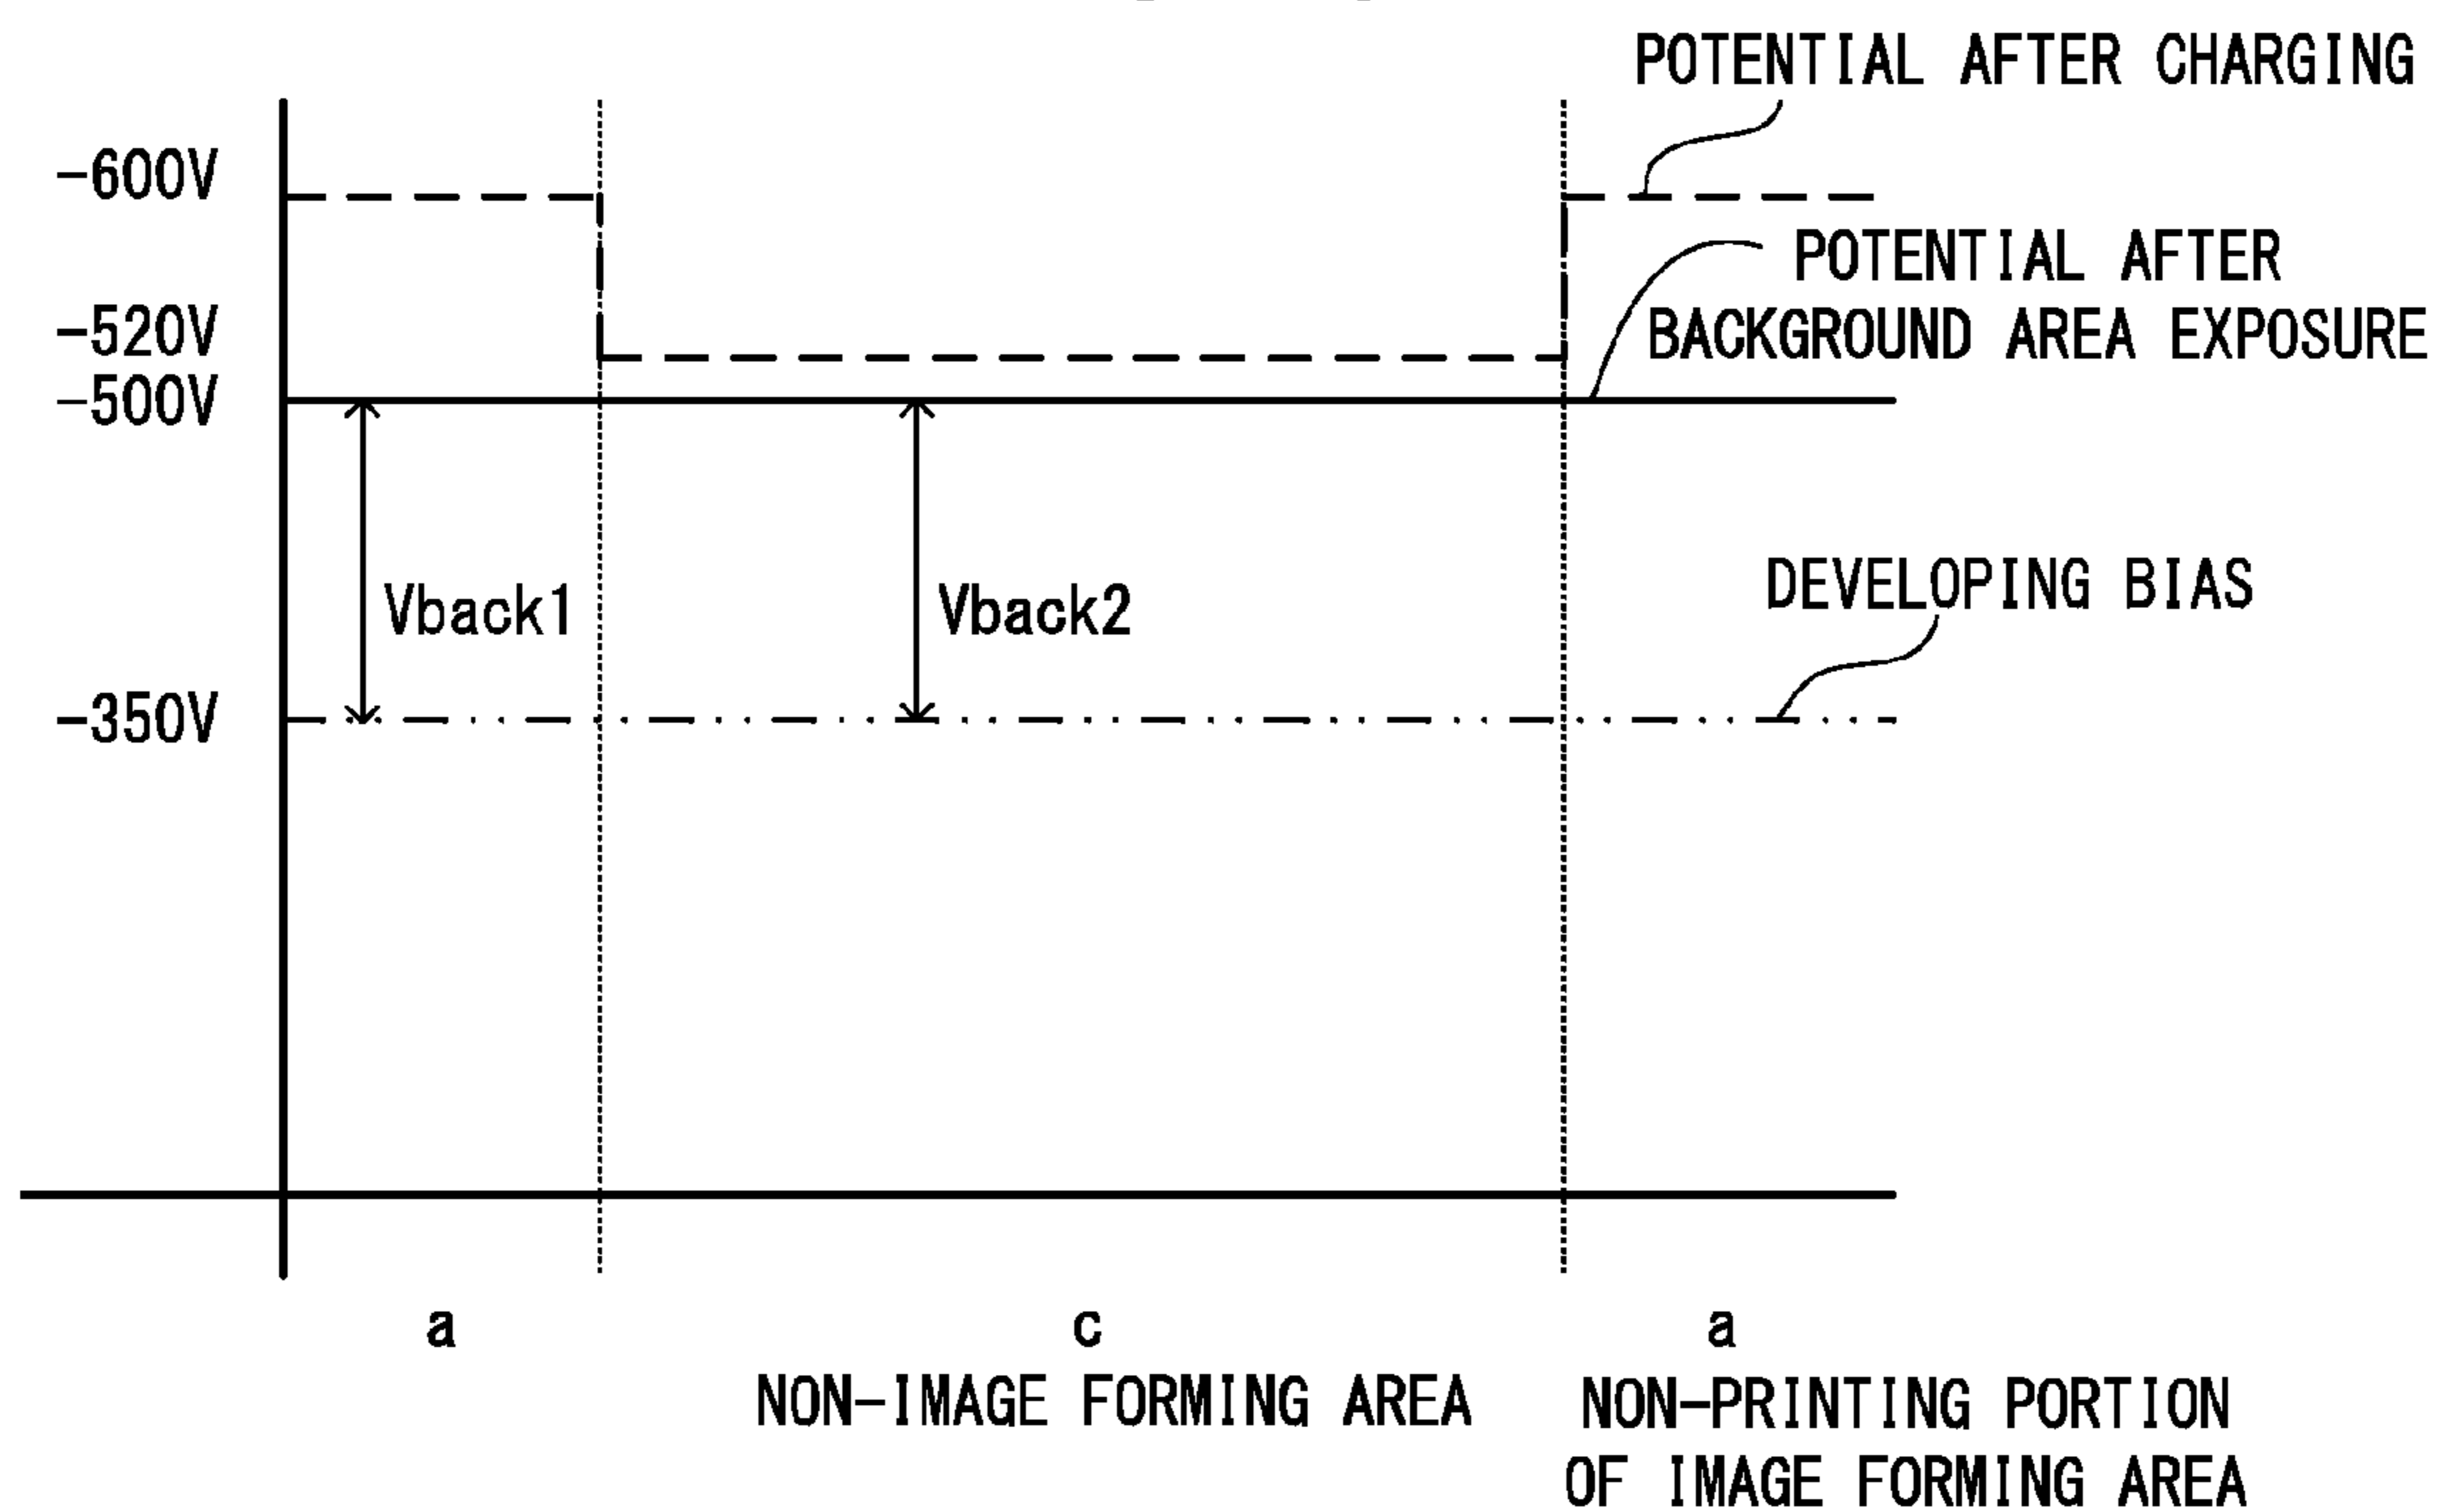 POTENTIAL AFTER CHARGING
-600V
POTENTIAL AFTER
BACKGROUND AREA EXPOSURE
-520V
-500V
DEVELOPING BIAS
Vback1
Vback2
-350V
a
c
a
NON-IMAGE FORMING AREA
NON-PRINTING PORTION
OF IMAGE FORMING AREA